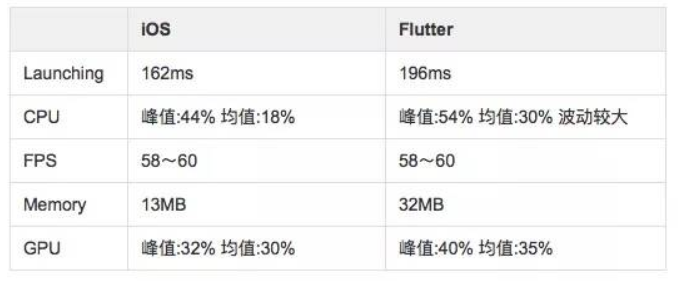 iOS Flutter
Launching 162ms 196ms
CPU 峰值:44% 均值:18% 峰值:54% 均值:30% 波动较大
FPS 58～60 58～60
Memory 13MB 32MB
GPU 峰值:32% 均值:30% 峰值:40% 均值:35%